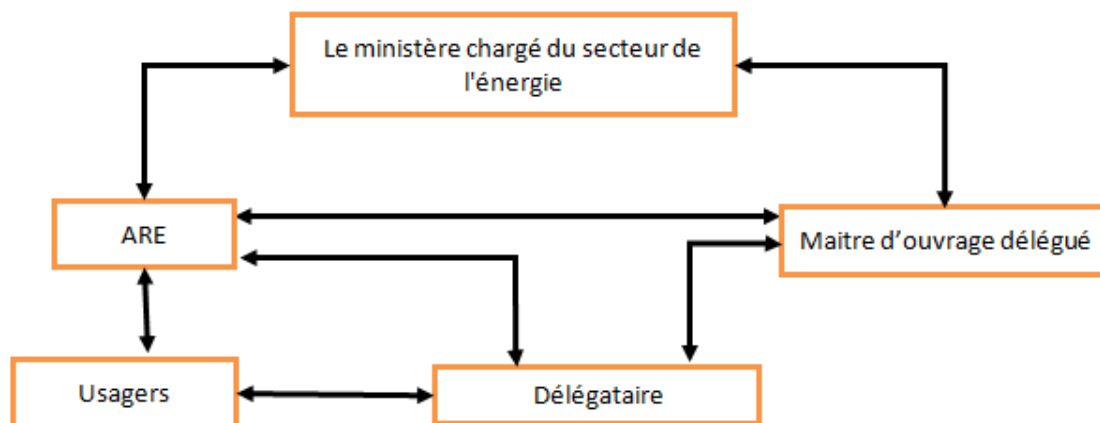 Le ministère chargé du secteur de
l'énergie
ARE
Maitre d’ouvrage délégué
Usagers
Délégataire